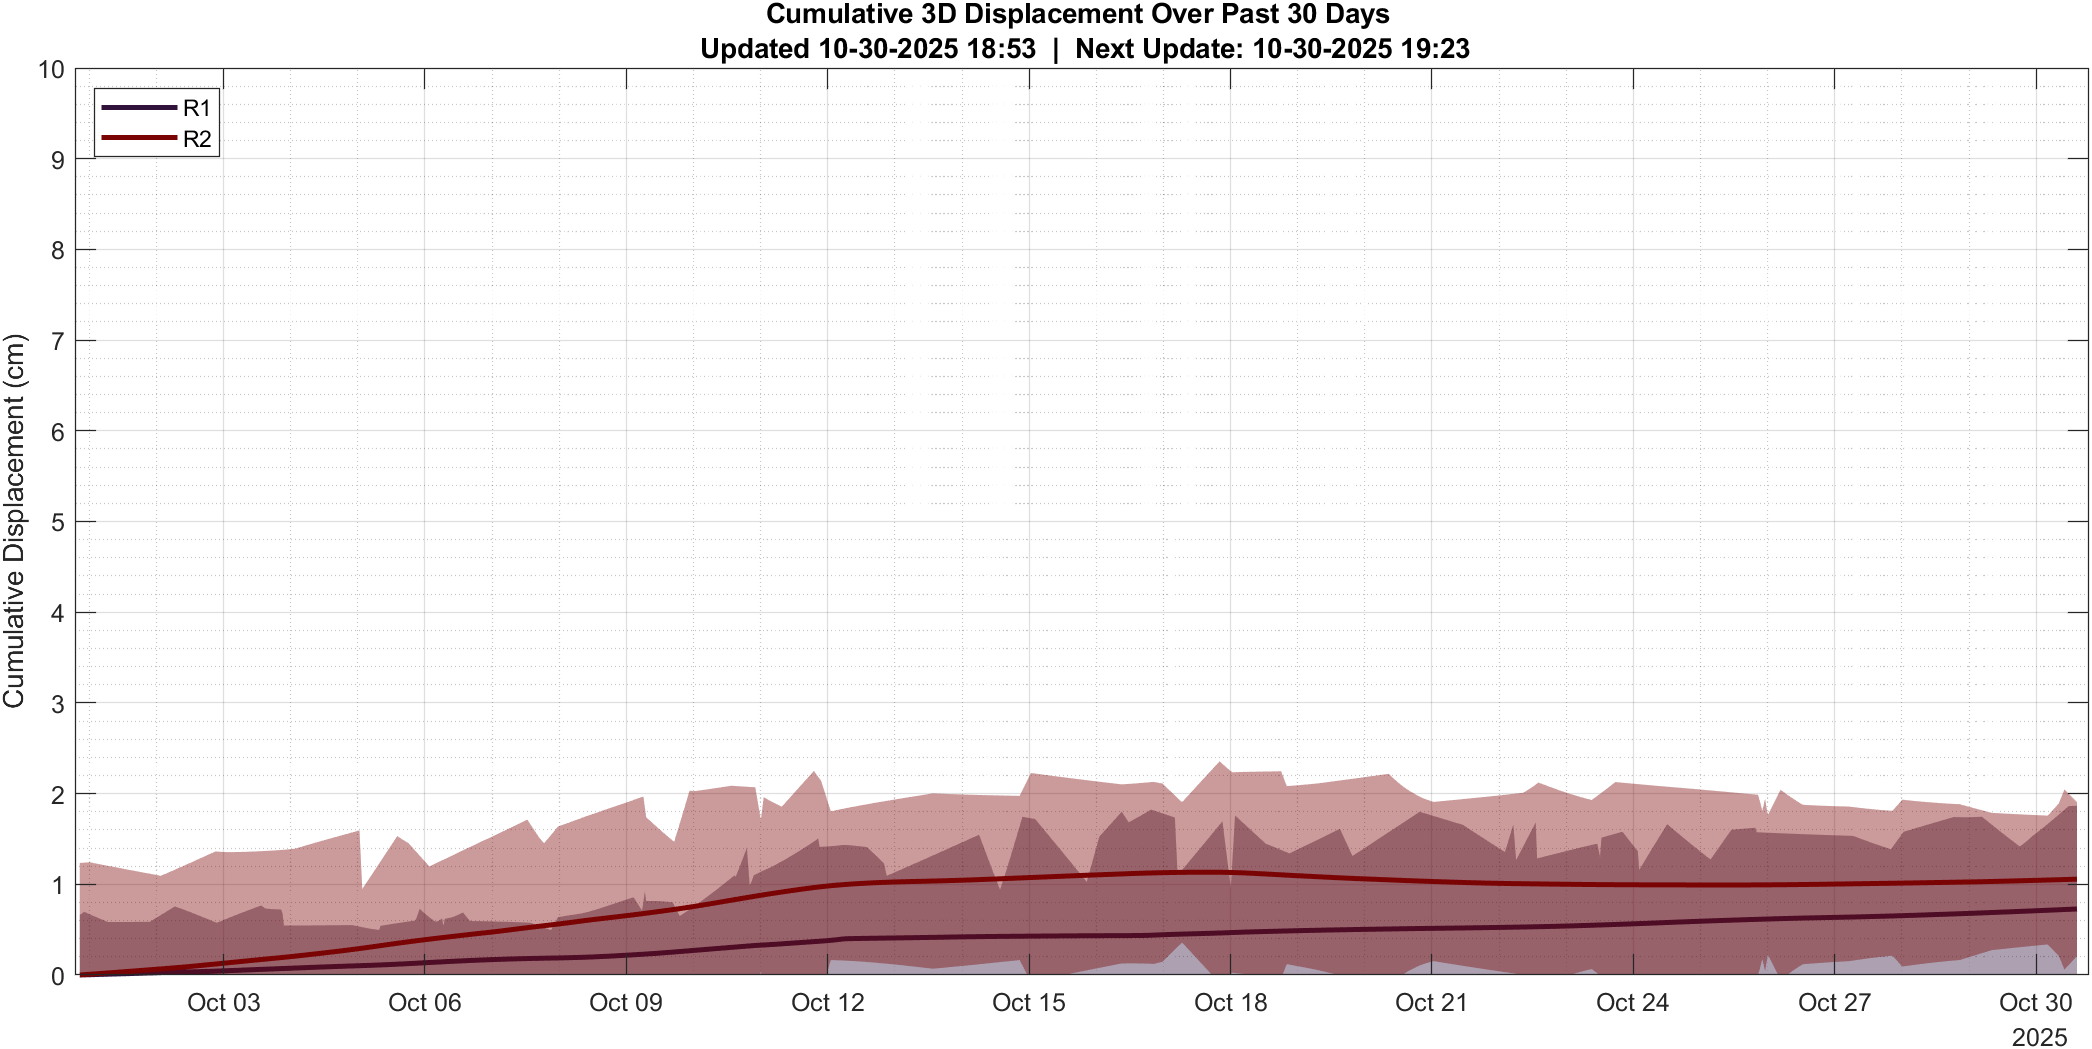 Cumulative 3D Displacement Over Past 30 Days
Updated 10-30-2025 18:53 | Next Update: 10-30-2025 19:23
R1
R2
Cumulative Displacement (cm)
10
9
8
7
6
5
4
3
2
1
0
Oct 03 Oct 06 Oct 09 Oct 12 Oct 15 Oct 18 Oct 21 Oct 24 Oct 27 Oct 30
2025